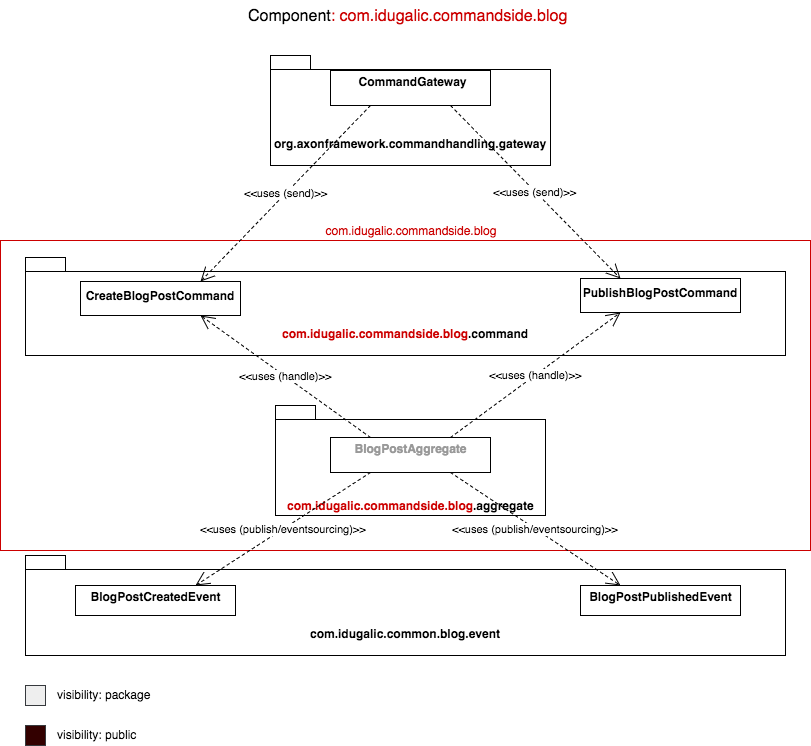 Component: com.idugalic.commandside.blog
CommandGateway
org.axonframework.commandhandling.gateway
<<uses (send)>> <<uses (send)>>
com.idugalic.commandside.blog
CreateBlogPostCommand PublishBlogPostCommand
com.idugalic.commandside.blog.command
<<uses (handle)>> <<uses (handle)>>
BlogPostAggregate
com.idugalic.commandside.blog.aggregate
<<uses (publish/eventsourcing)>> <<uses (publish/eventsourcing)>>
BlogPostCreatedEvent BlogPostPublishedEvent
com.idugalic.common.blog.event
visibility: package
visibility: public